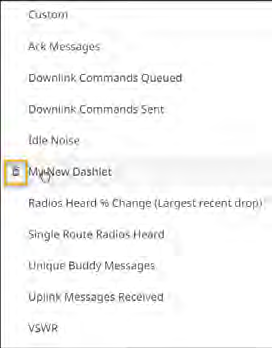 Custom
Ack Messages
Downlink Commands Queued
Downlink Commands Sent
Idle Noise
My New Dashlet
Radios Heard % Change (Largest recent drop)
Single Route Radios Heard
Unique Buddy Messages
Uplink Messages Received
VSWR